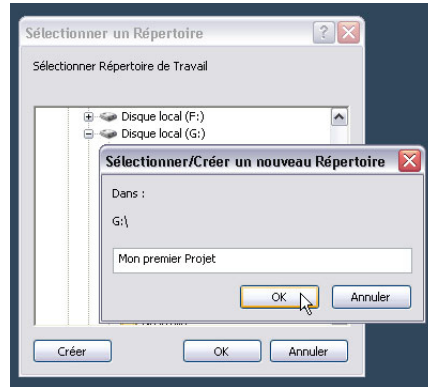 Sélectionner un Répertoire
Sélectionner Répertoire de Travail
Disque local (F:)
Disque local (G:)
Sélectionner/Créer un nouveau Répertoire
Dans :
G:\
Mon premier Projet
OK
Annuler
Créer
OK
Annuler